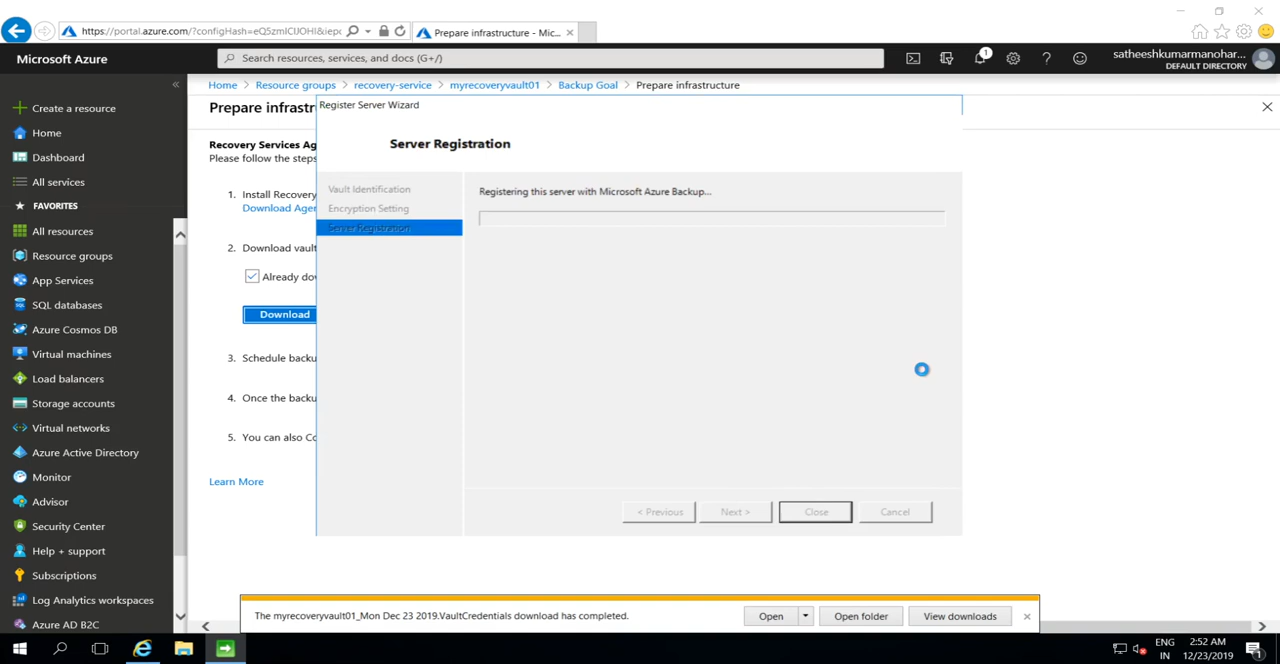 https://portal.azure.com/?configHash=eQ5zmICIJOHI&iepc
Prepare infrastructure - Mic...
Microsoft Azure
Search resources, services, and docs (G+/)
1
satheeshkumarmanohar...
DEFAULT DIRECTORY
Home
Resource groups
recovery-service
myrecoveryvault01
Backup Goal
Prepare infrastructure
Create a resource
Home
Dashboard
All services
FAVORITES
All resources
Resource groups
App Services
SQL databases
Azure Cosmos DB
Virtual machines
Load balancers
Storage accounts
Virtual networks
Azure Active Directory
Monitor
Advisor
Security Center
Help + support
Subscriptions
Log Analytics workspaces
Azure AD B2C
Prepare infrastr
Recovery Services Ag
Please follow the steps
1. Install Recovery
Download Ager
2. Download vault
Already dov
Download
3. Schedule backu
4. Once the backu
5. You can also Co
Learn More
Register Server Wizard
Server Registration
Vault Identification
Encryption Setting
Server Registration
Registering this server with Microsoft Azure Backup...
< Previous
Next >
Close
Cancel
The myrecoveryvault01_Mon Dec 23 2019.VaultCredentials download has completed.
Open
Open folder
View downloads
ENG
IN
2:52 AM
12/23/2019
1